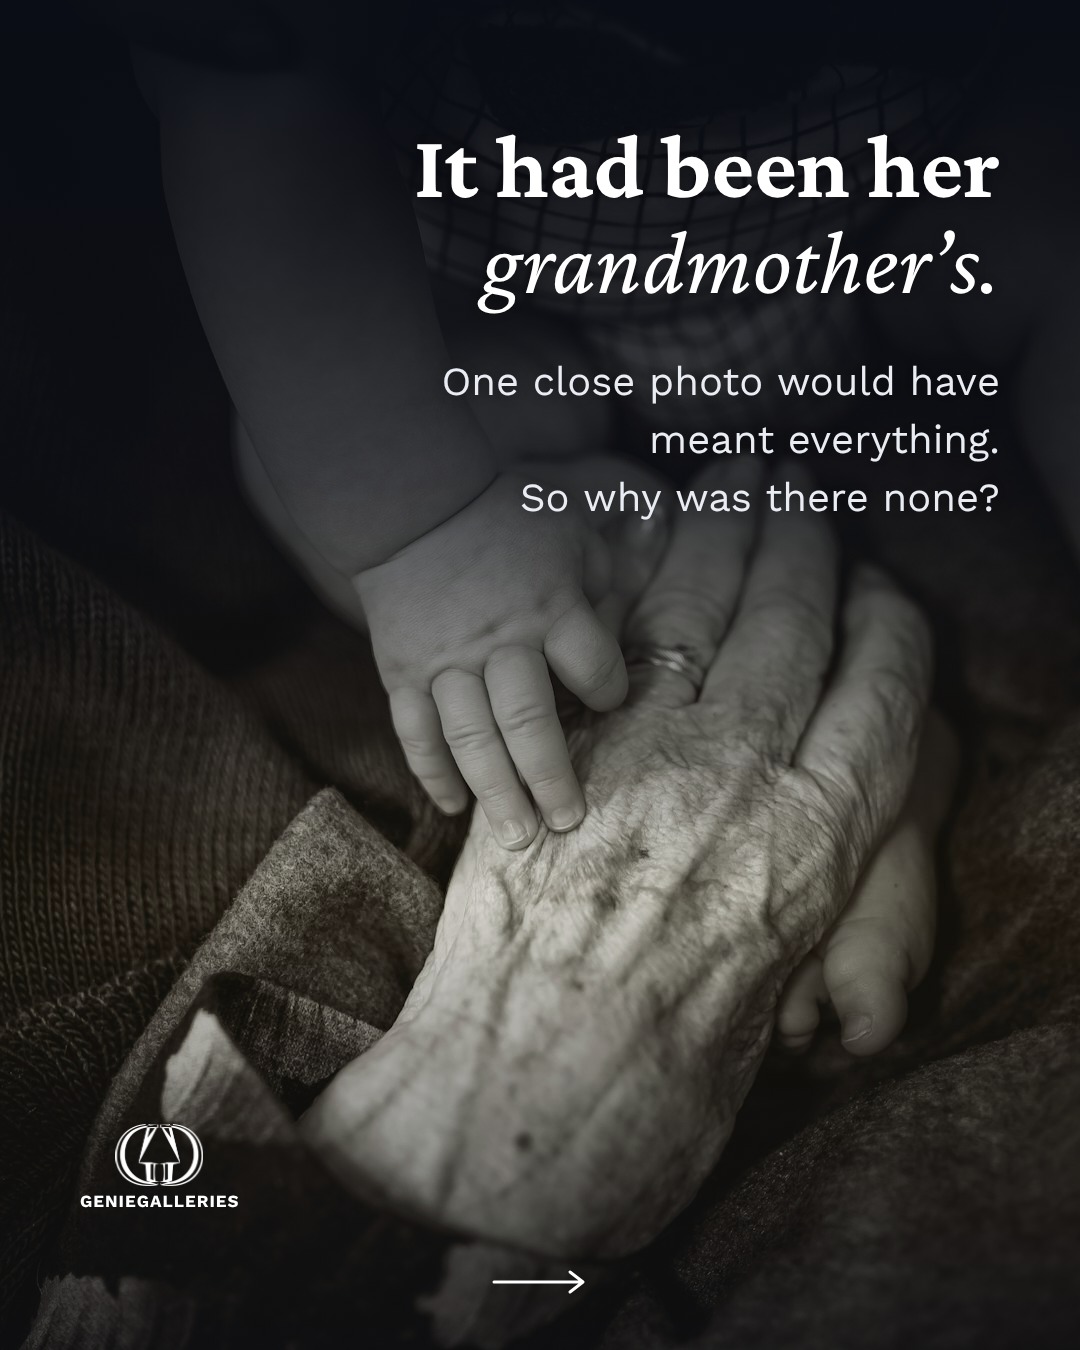 It had been her
grandmother’s.
One close photo would have
meant everything.
So why was there none?
GENIEGALLERIES